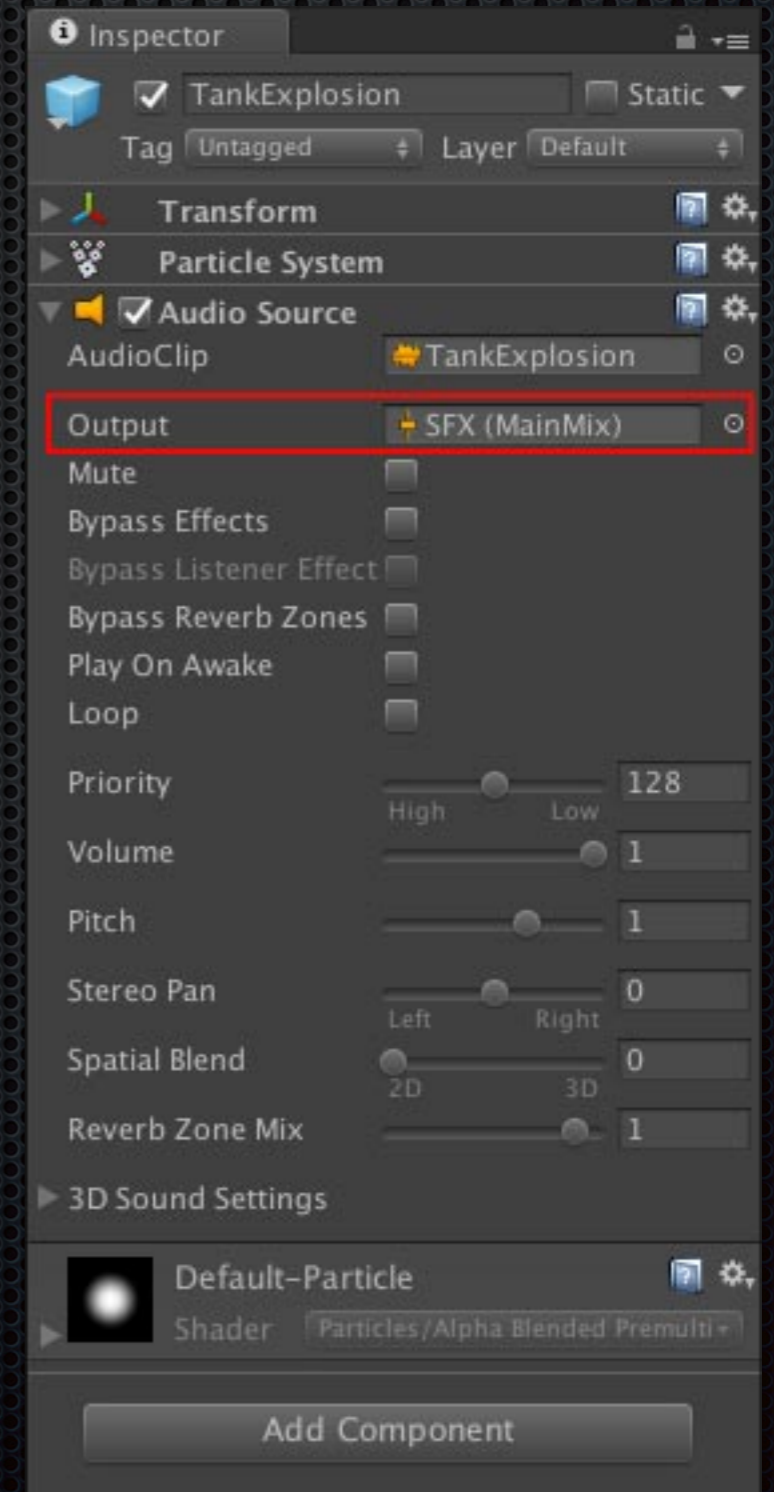 Inspector
TankExplosion Static
Tag Untagged Layer Default
Transform
Particle System
Audio Source
AudioClip TankExplosion
Output SFX (MainMix)
Mute
Bypass Effects
Bypass Listener Effect
Bypass Reverb Zones
Play On Awake
Loop
Priority 128
High Low
Volume 1
Pitch 1
Stereo Pan 0
Left Right
Spatial Blend 0
2D 3D
Reverb Zone Mix 1
3D Sound Settings
Default-Particle
Shader Particles/Alpha Blended Premulti
Add Component